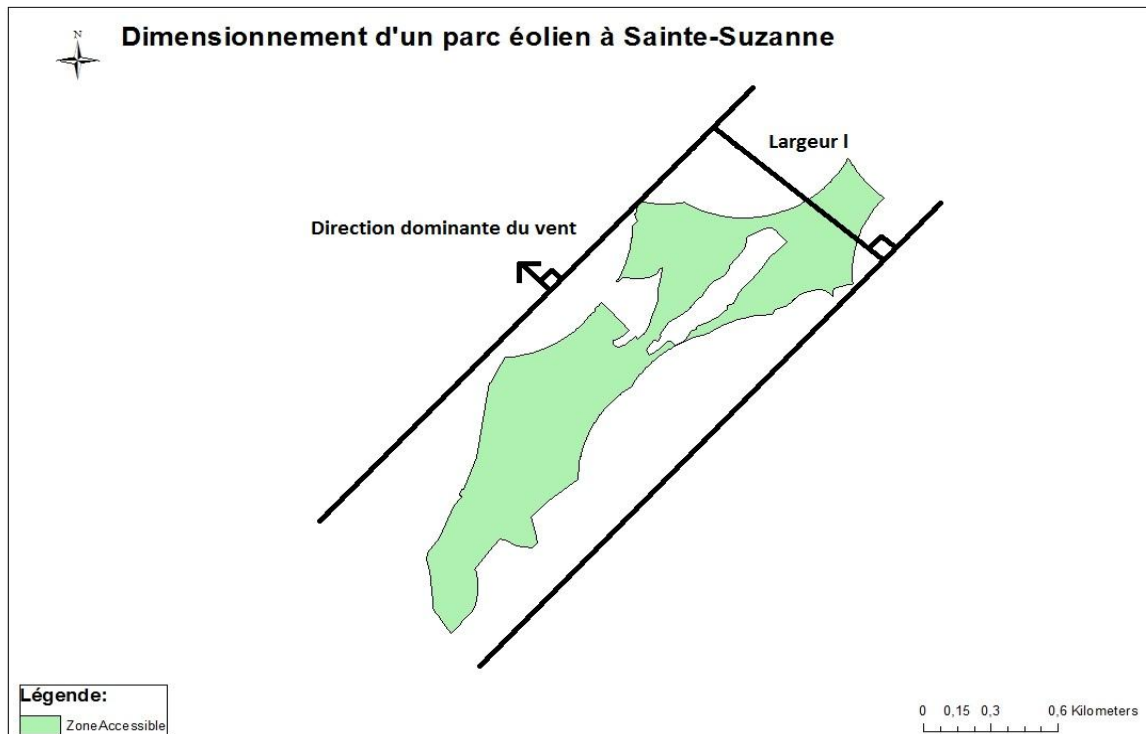 N
Dimensionnement d'un parc éolien à Sainte-Suzanne
Largeur l
Direction dominante du vent
Légende:
ZoneAccessible
0 0,15 0,3 0,6 Kilometers